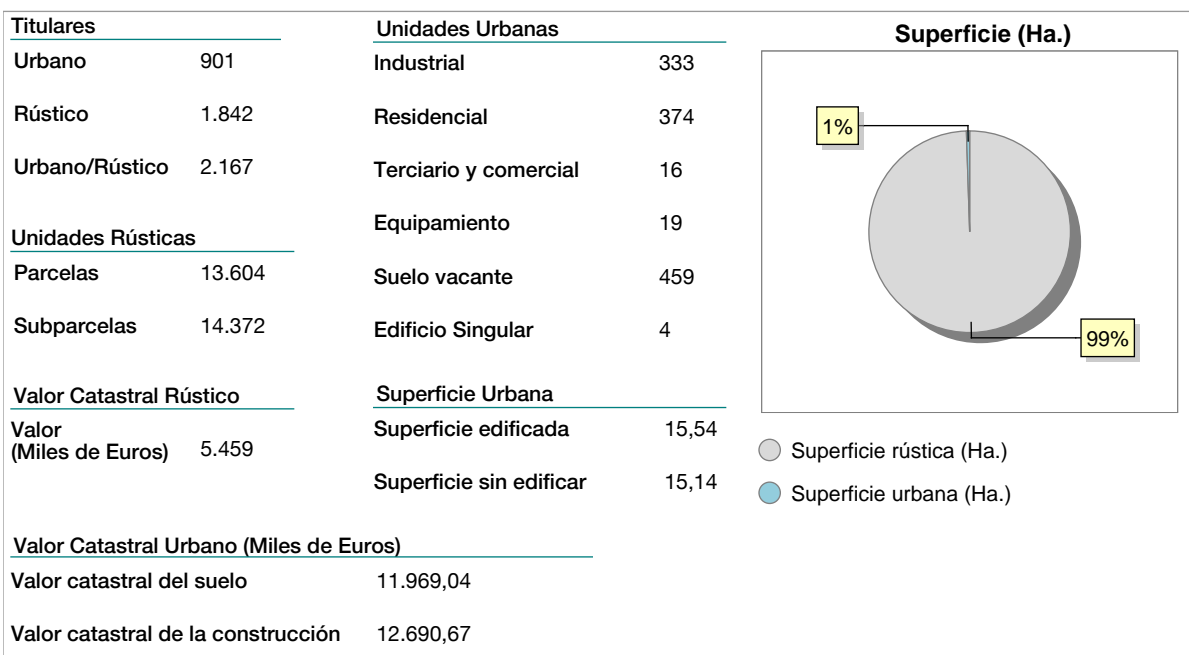 Titulares
Urbano 901
Rústico 1.842
Urbano/Rústico 2.167
Unidades Rústicas
Parcelas 13.604
Subparcelas 14.372
Valor Catastral Rústico
Valor
(Miles de Euros) 5.459
Unidades Urbanas
Industrial 333
Residencial 374
Terciario y comercial 16
Equipamiento 19
Suelo vacante 459
Edificio Singular 4
Superficie Urbana
Superficie edificada 15,54
Superficie sin edificar 15,14
Valor Catastral Urbano (Miles de Euros)
Valor catastral del suelo 11.969,04
Valor catastral de la construcción 12.690,67
Superficie (Ha.)
1%
99%
Superficie rústica (Ha.)
Superficie urbana (Ha.)